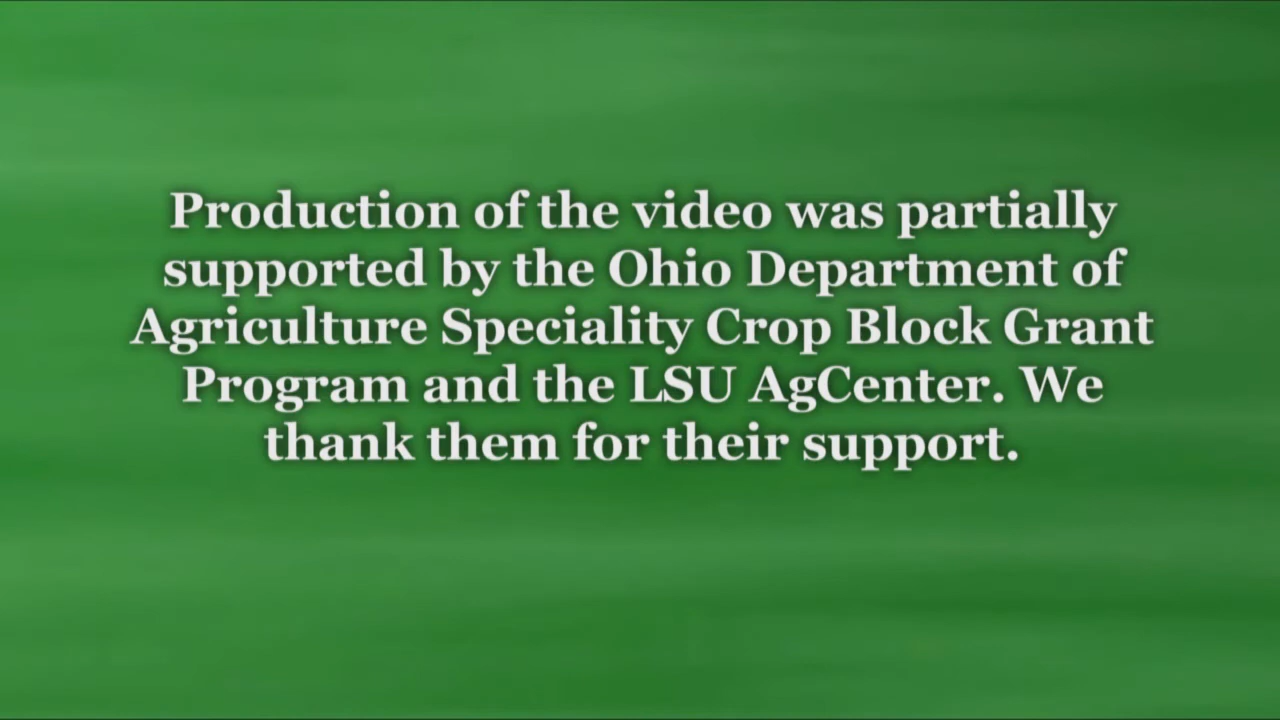 Production of the video was partially
supported by the Ohio Department of
Agriculture Speciality Crop Block Grant
Program and the LSU AgCenter. We
thank them for their support.